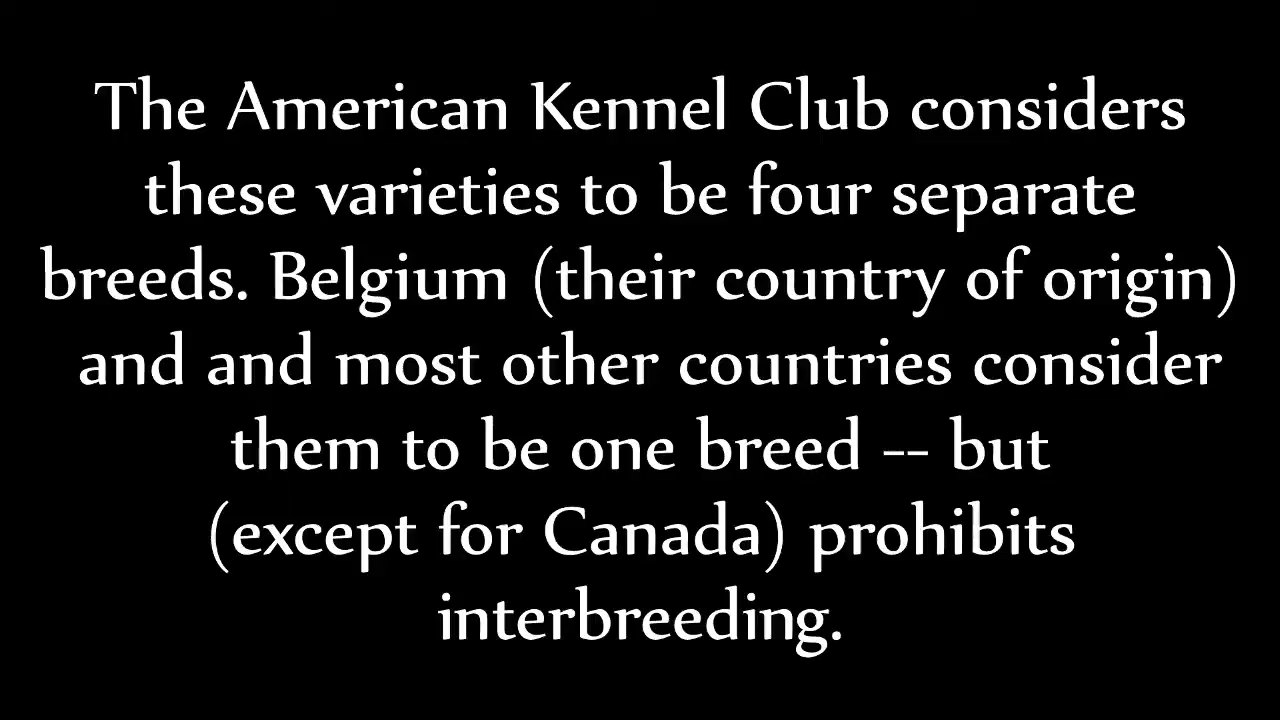 The American Kennel Club considers
these varieties to be four separate
breeds. Belgium (their country of origin)
and and most other countries consider
them to be one breed -- but
(except for Canada) prohibits
interbreeding.